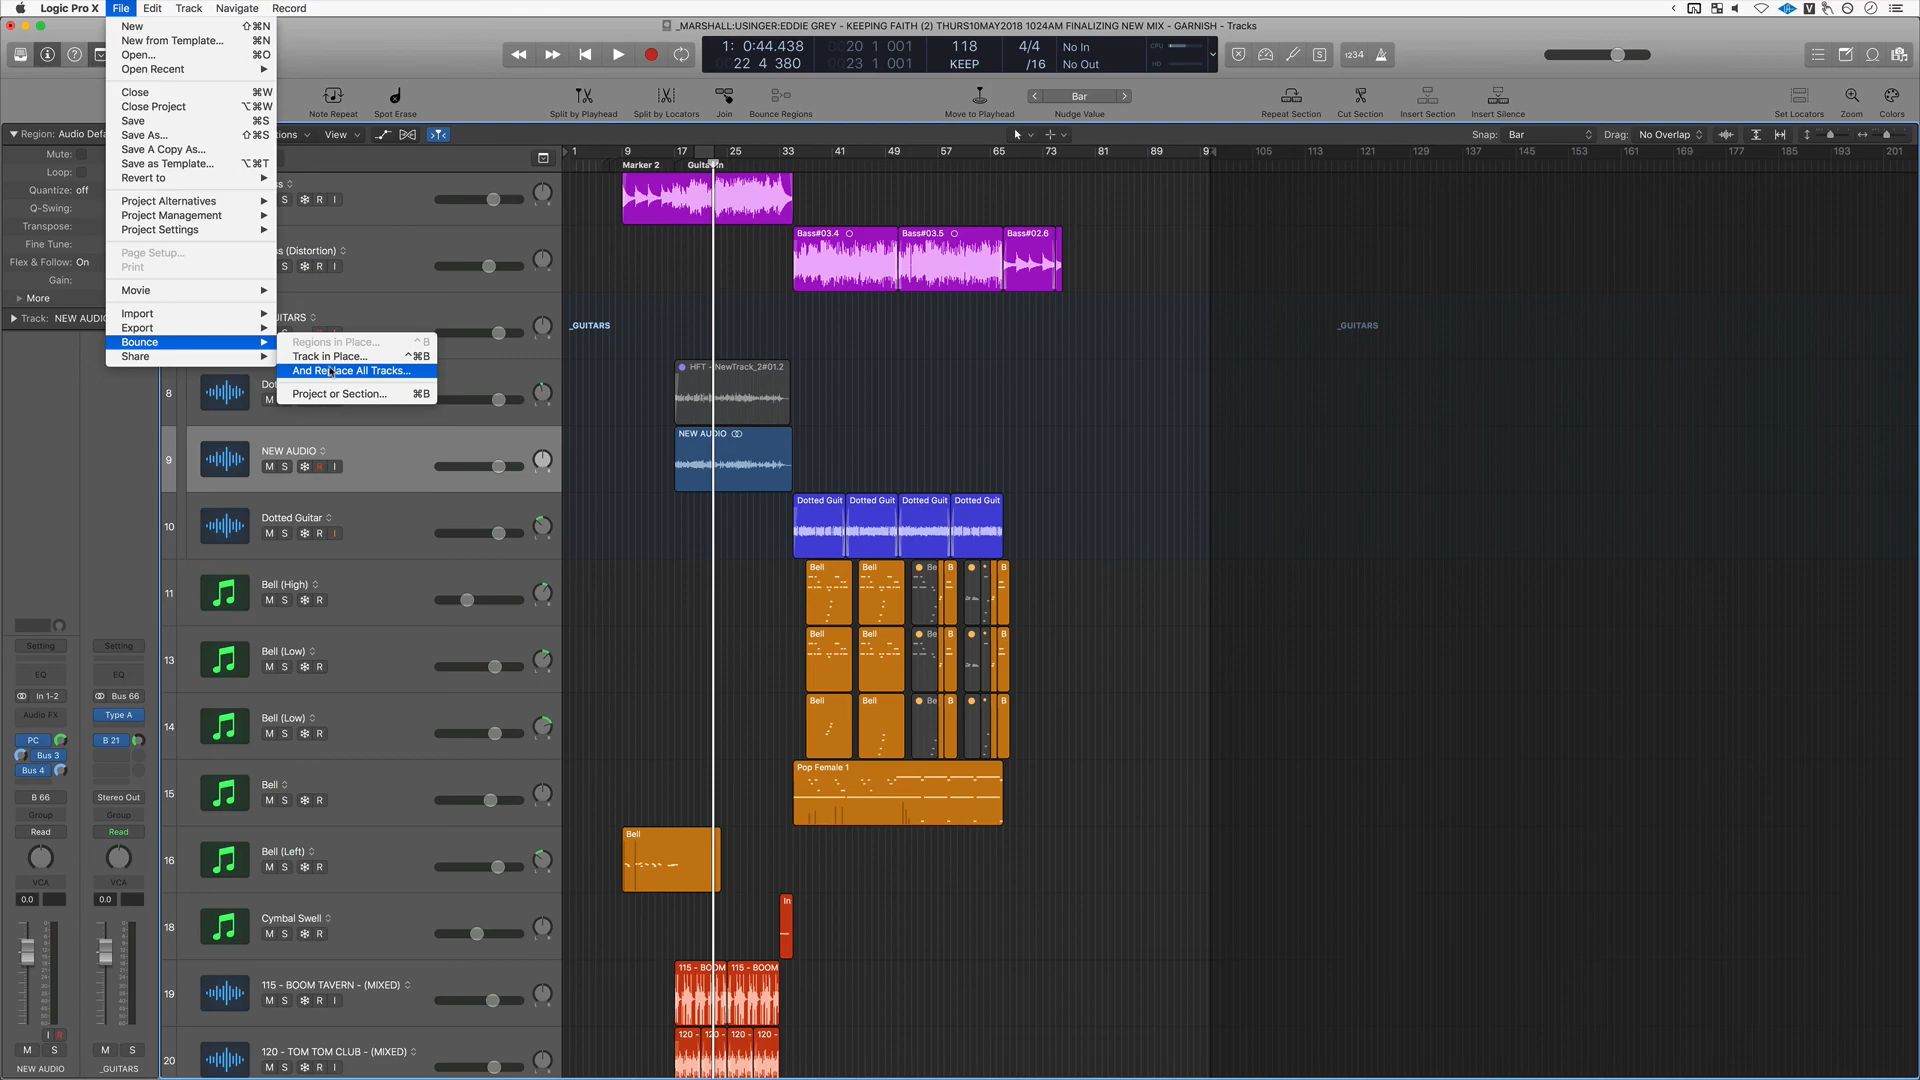 Logic Pro X File Edit Track Navigate Record
_MARSHALL:USINGER:EDDIE GREY - KEEPING FAITH (2) THURS10MAY2018 1024AM FINALIZING NEW MIX - GARNISH - Tracks
New ⇧⌘N
New from Template... ⌘N
Open... ⌘O
Open Recent
Close ⌘W
Close Project ⌥⌘W
Save ⌘S
Save As... ⇧⌘S
Save A Copy As...
Save as Template... ⌥⌘T
Revert to
Project Alternatives
Project Management
Project Settings
Page Setup...
Print
Movie
Import
Export
Bounce
Share
Regions in Place... ^B
Track in Place... ^⌘B
And Replace All Tracks...
Project or Section... ⌘B
1: 0:44.438 0020 1 001 118 4/4 No In CPU
0022 4 380 0023 1 001 KEEP /16 No Out HD
1234
Note Repeat Spot Erase Split by Playhead Split by Locators Join Bounce Regions Move to Playhead Bar Nudge Value Repeat Section Cut Section Insert Section Insert Silence Set Locators Zoom Colors
View Snap: Bar Drag: No Overlap
1 9 17 25 33 41 49 57 65 73 81 89 105 113 121 129 137 145 153 161 169 177 185 193 201
Marker 2
Region: Audio Defa
Mute:
Loop:
Quantize: off
Q-Swing:
Transpose:
Fine Tune:
Flex & Follow: On
Gain:
More
Track: NEW AUDIO
(Distortion)
Bass#03.4 Bass#03.5 Bass#02.6
_GUITARS _GUITARS
8
HFT - NewTrack_2#01.2
9 NEW AUDIO M S R I
NEW AUDIO
10 Dotted Guitar M S R I
Dotted Guit Dotted Guit Dotted Guit Dotted Guit
11 Bell (High) M S R
Bell Bell Be B B
13 Bell (Low) M S R
Bell Bell Be B B
14 Bell (Low) M S R
Bell Bell Be B B
15 Bell M S R
Pop Female 1
16 Bell (Left) M S R
Bell
18 Cymbal Swell M S R
In
19 115 - BOOM TAVERN - (MIXED) M S R I
115 - BOOM 115 - BOOM
20 120 - TOM TOM CLUB - (MIXED) M S R I
120 - 120 - 120 - 120 -
Setting Setting
EQ EQ
In 1-2 Bus 66
Audio FX Type A
PC B 21
Bus 3
Bus 4
B 66 Stereo Out
Group Group
Read Read
VCA VCA
0.0 0.0
I R
M S M S
NEW AUDIO _GUITARS